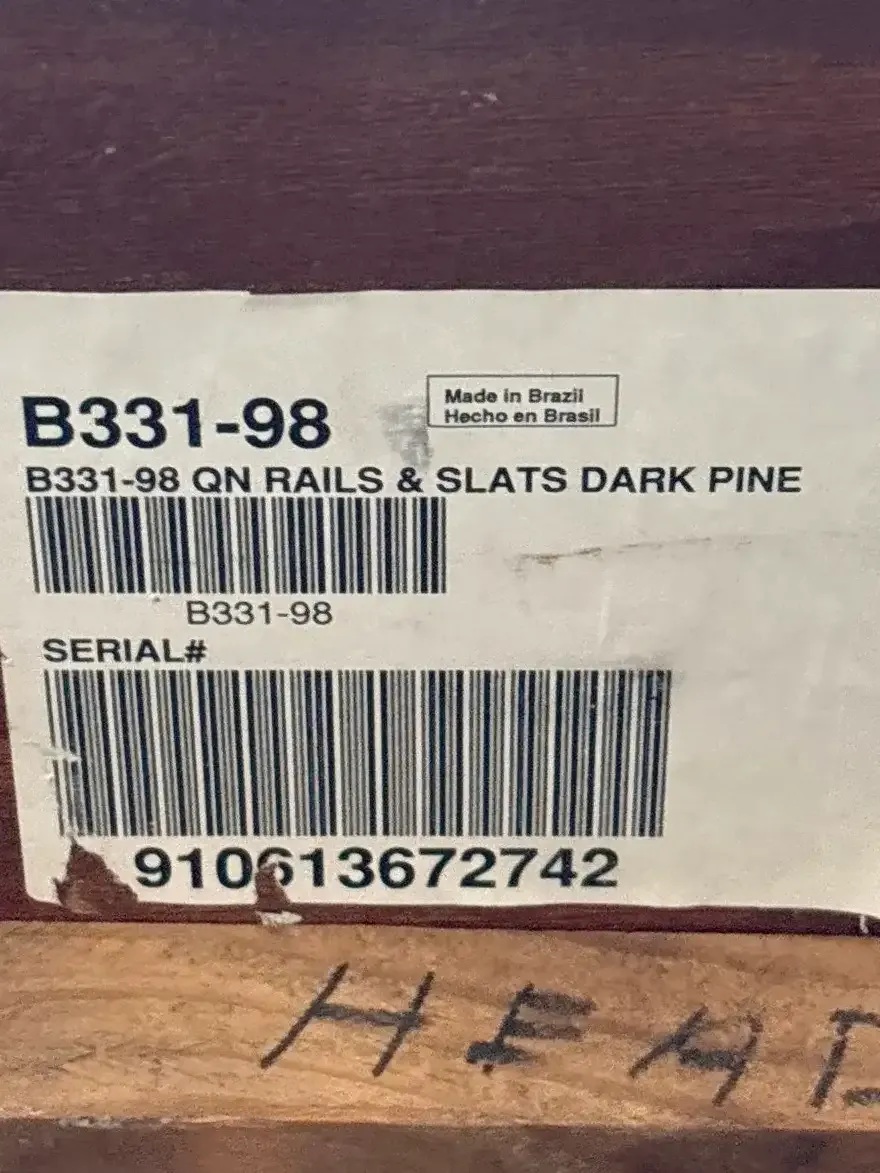 B331-98
Made in Brazil
Hecho en Brasil
B331-98 QN RAILS & SLATS DARK PINE
B331-98
SERIAL#
910613672742
HEAD